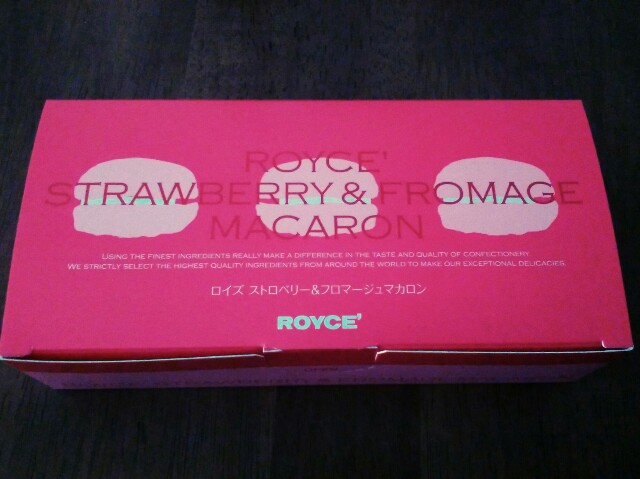 ROYCE'
STRAWBERRY & FROMAGE
MACARON
USING THE FINEST INGREDIENTS REALLY MAKE A DIFFERENCE IN THE TASTE AND QUALITY OF CONFECTIONERY.
WE STRICTLY SELECT THE HIGHEST QUALITY INGREDIENTS FROM AROUND THE WORLD TO MAKE OUR EXCEPTIONAL DELICACIES.
ロイズ ストロベリー&フロマージュマカロン
ROYCE'
STRAWBERRY & FROMAGE